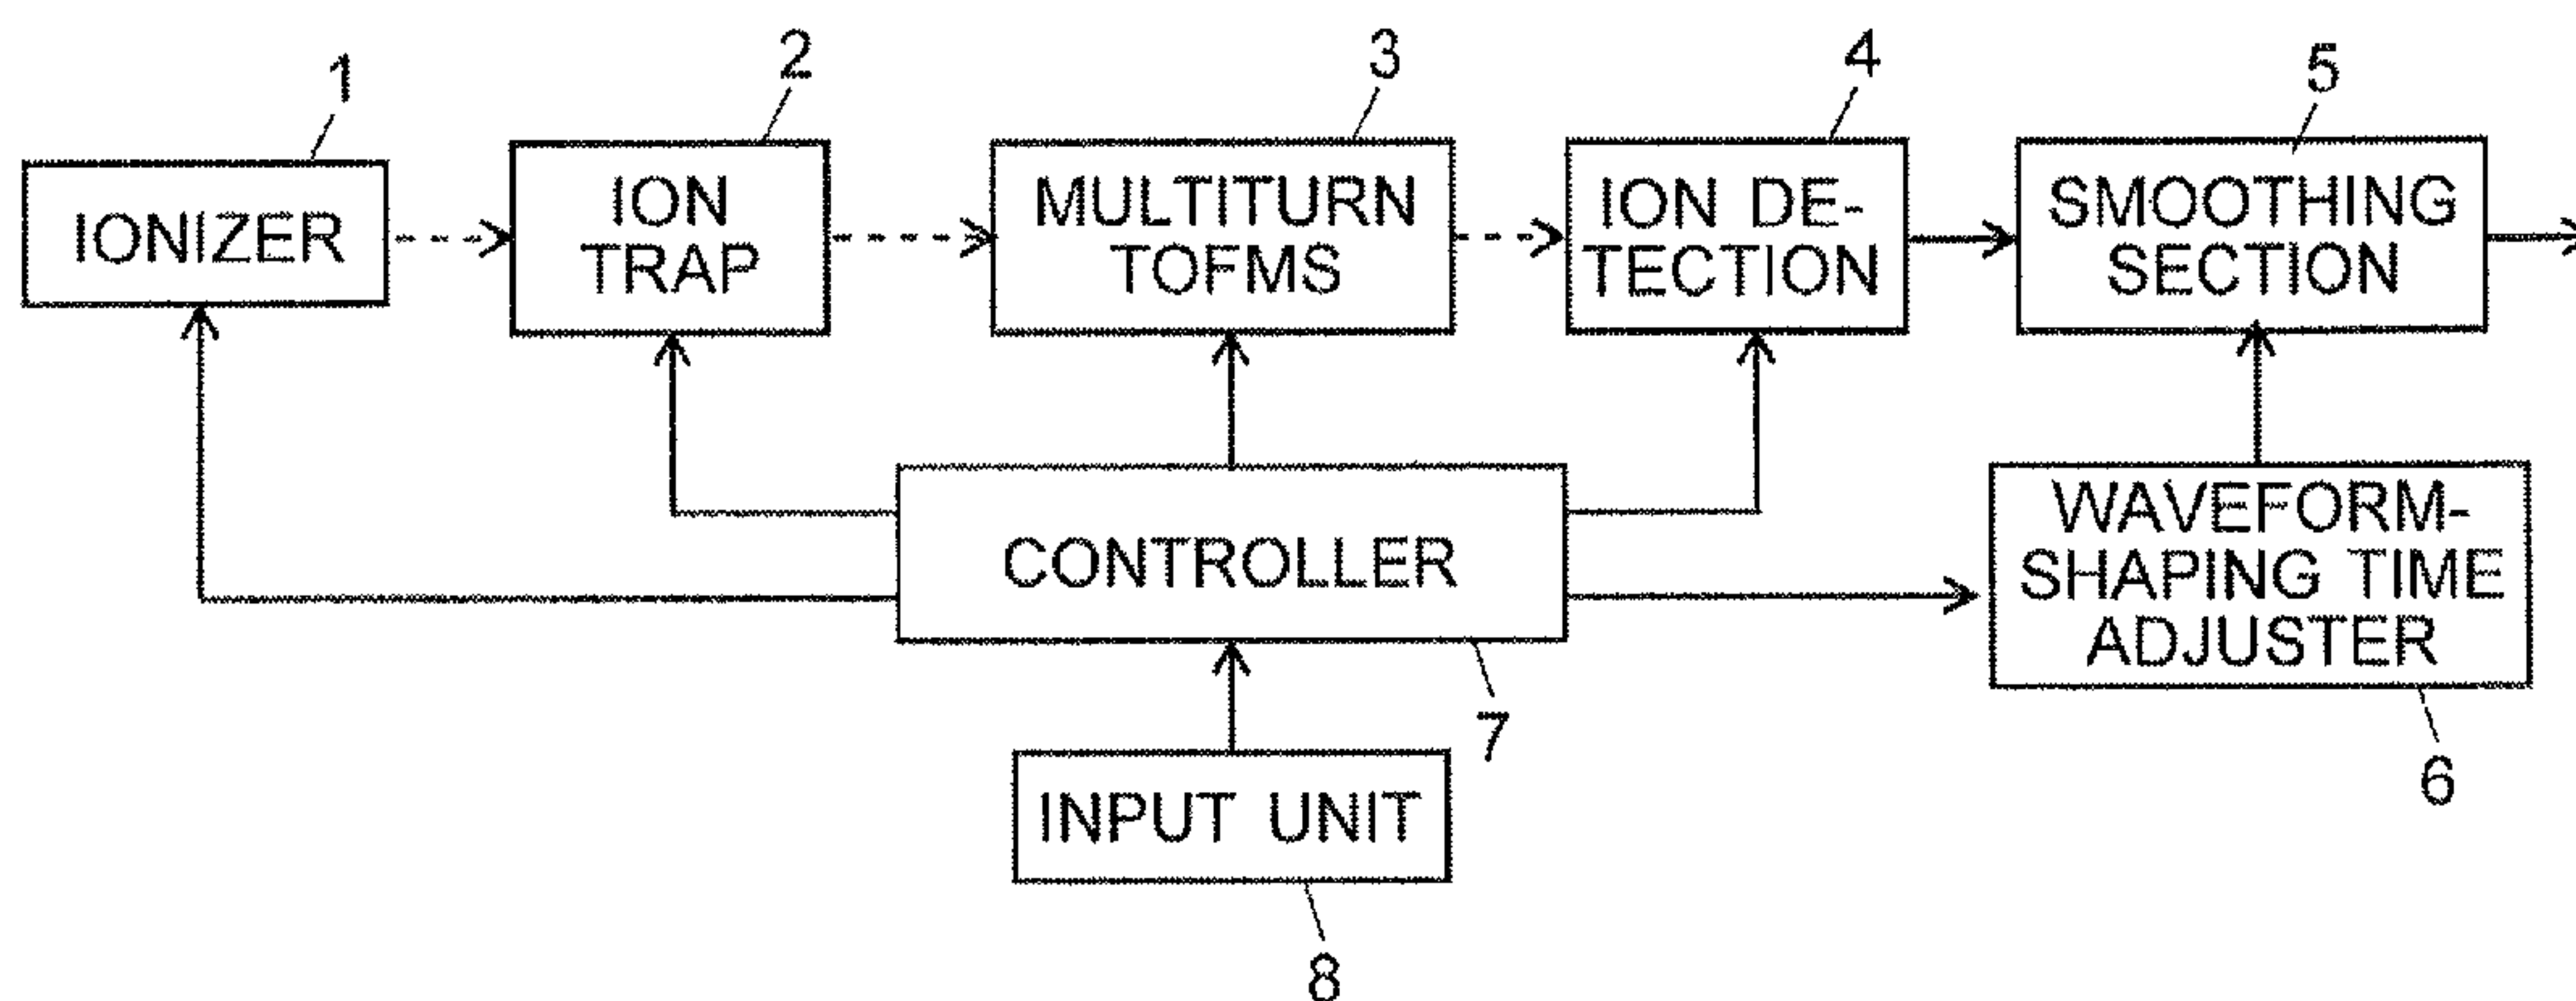 1
2
3
4
5
IONIZER
ION
TRAP
MULTITURN
TOFMS
ION DE-
TECTION
SMOOTHING
SECTION
CONTROLLER
WAVEFORM-
SHAPING TIME
ADJUSTER
7
6
INPUT UNIT
8